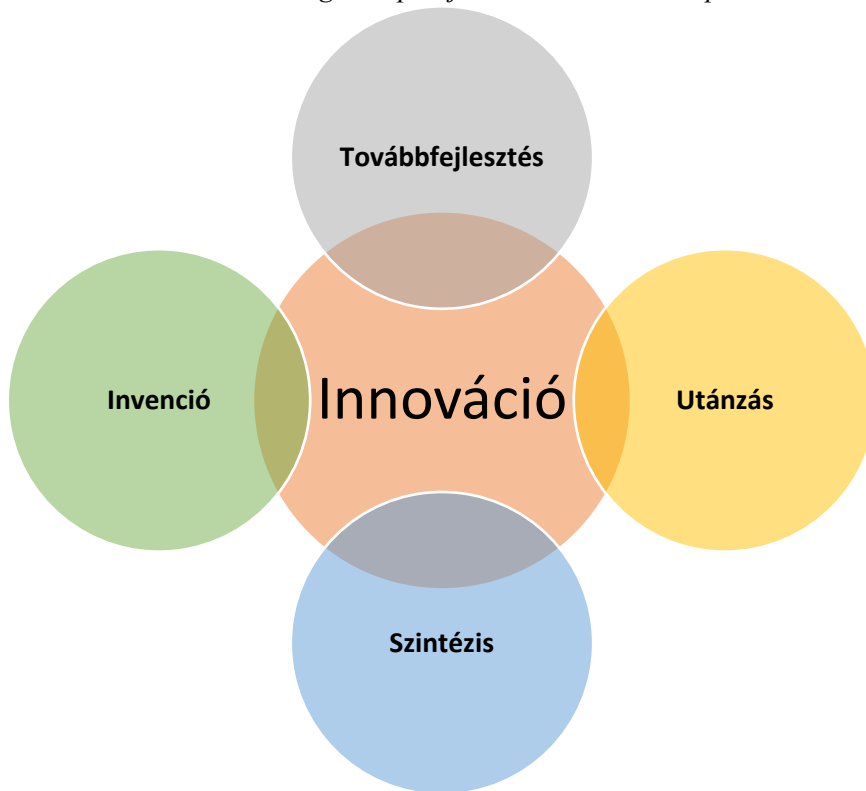 Továbbfejlesztés
Invenció
Innováció
Utánzás
Szintézis